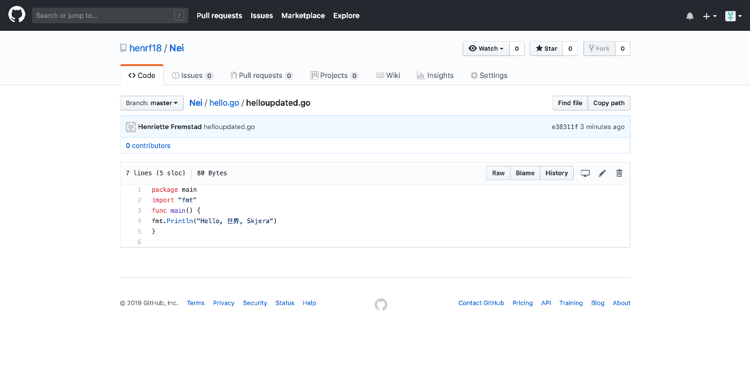 Search or jump to... /
Pull requests Issues Marketplace Explore
henrf18 / Nei
Watch 0 Star 0 Fork 0
Code Issues 0 Pull requests 0 Projects 0 Wiki Insights Settings
Branch: master Nei / hello.go / helloupdated.go Find file Copy path
Henriette Fremstad helloupdated.go e38311f 3 minutes ago
0 contributors
7 lines (5 sloc) 80 Bytes Raw Blame History
1 package main
2 import "fmt"
3 func main() {
4 fmt.Println("Hello, 世界, Skjera")
5 }
6
© 2019 GitHub, Inc. Terms Privacy Security Status Help Contact GitHub Pricing API Training Blog About